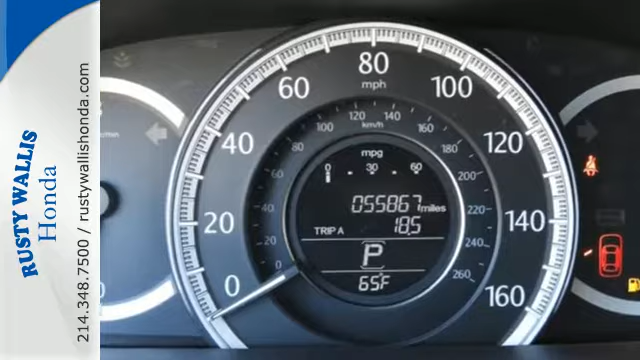 RUSTY WALLIS
Honda
214.348.7500 / rustywallishonda.com
0
20
40
60
80
100
120
140
160
mph
0
20
40
60
80
100
120
140
160
180
200
220
240
260
km/h
mpg
0 30 60
055867 miles
TRIP A 18.5
P
65°F